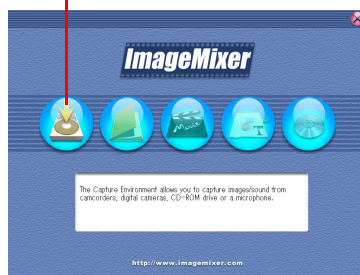 ImageMixer
Movie
T
The Capture Environment allows you to capture images/sound from
camcorders, digital cameras, CD-ROM drive or a microphone.
http://www.imagemixer.com